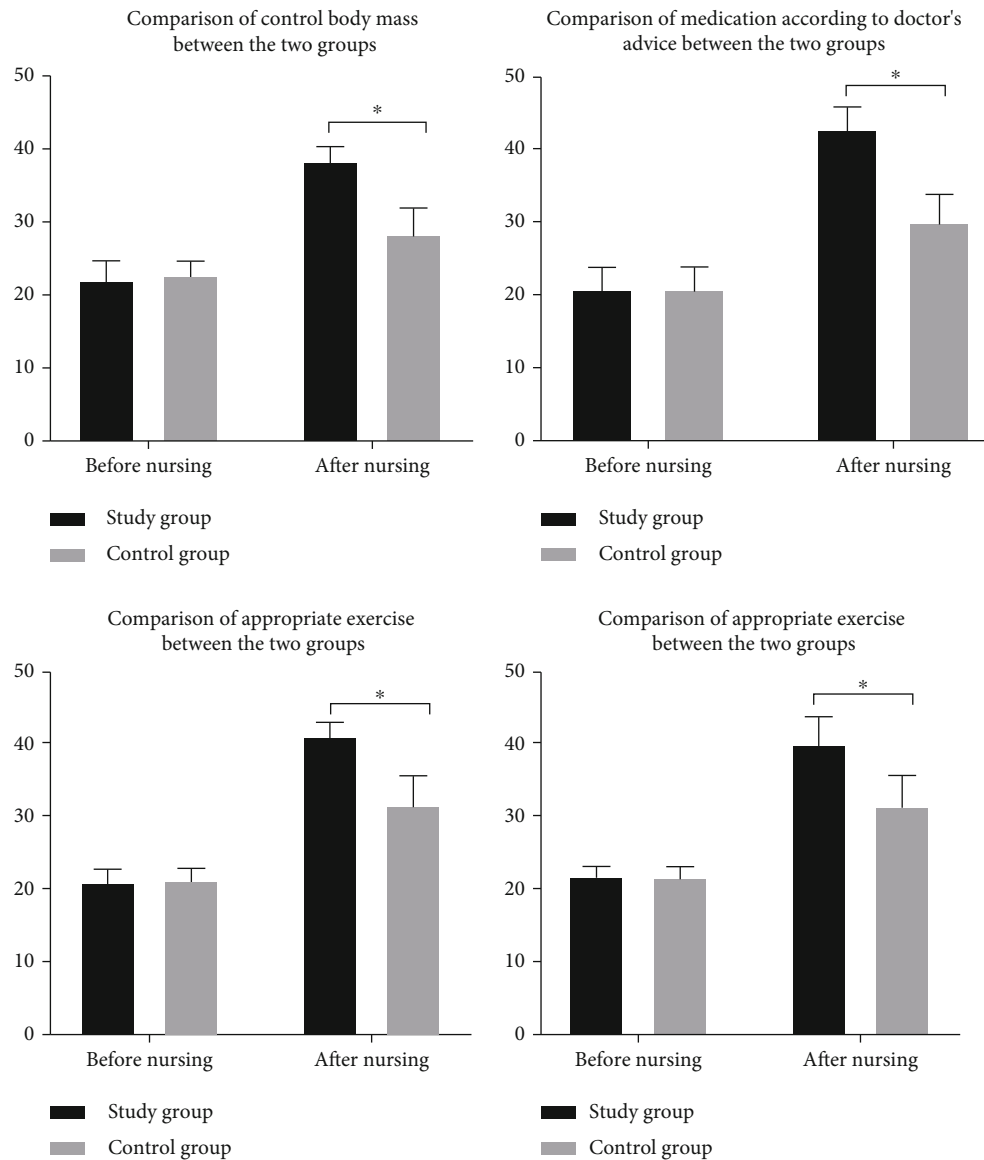 Comparison of control body mass
between the two groups
50
40
30
20
10
0
*
Before nursing
After nursing
Study group
Control group
Comparison of medication according to doctor's
advice between the two groups
50
40
30
20
10
0
*
Before nursing
After nursing
Study group
Control group
Comparison of appropriate exercise
between the two groups
50
40
30
20
10
0
*
Before nursing
After nursing
Study group
Control group
Comparison of appropriate exercise
between the two groups
50
40
30
20
10
0
*
Before nursing
After nursing
Study group
Control group